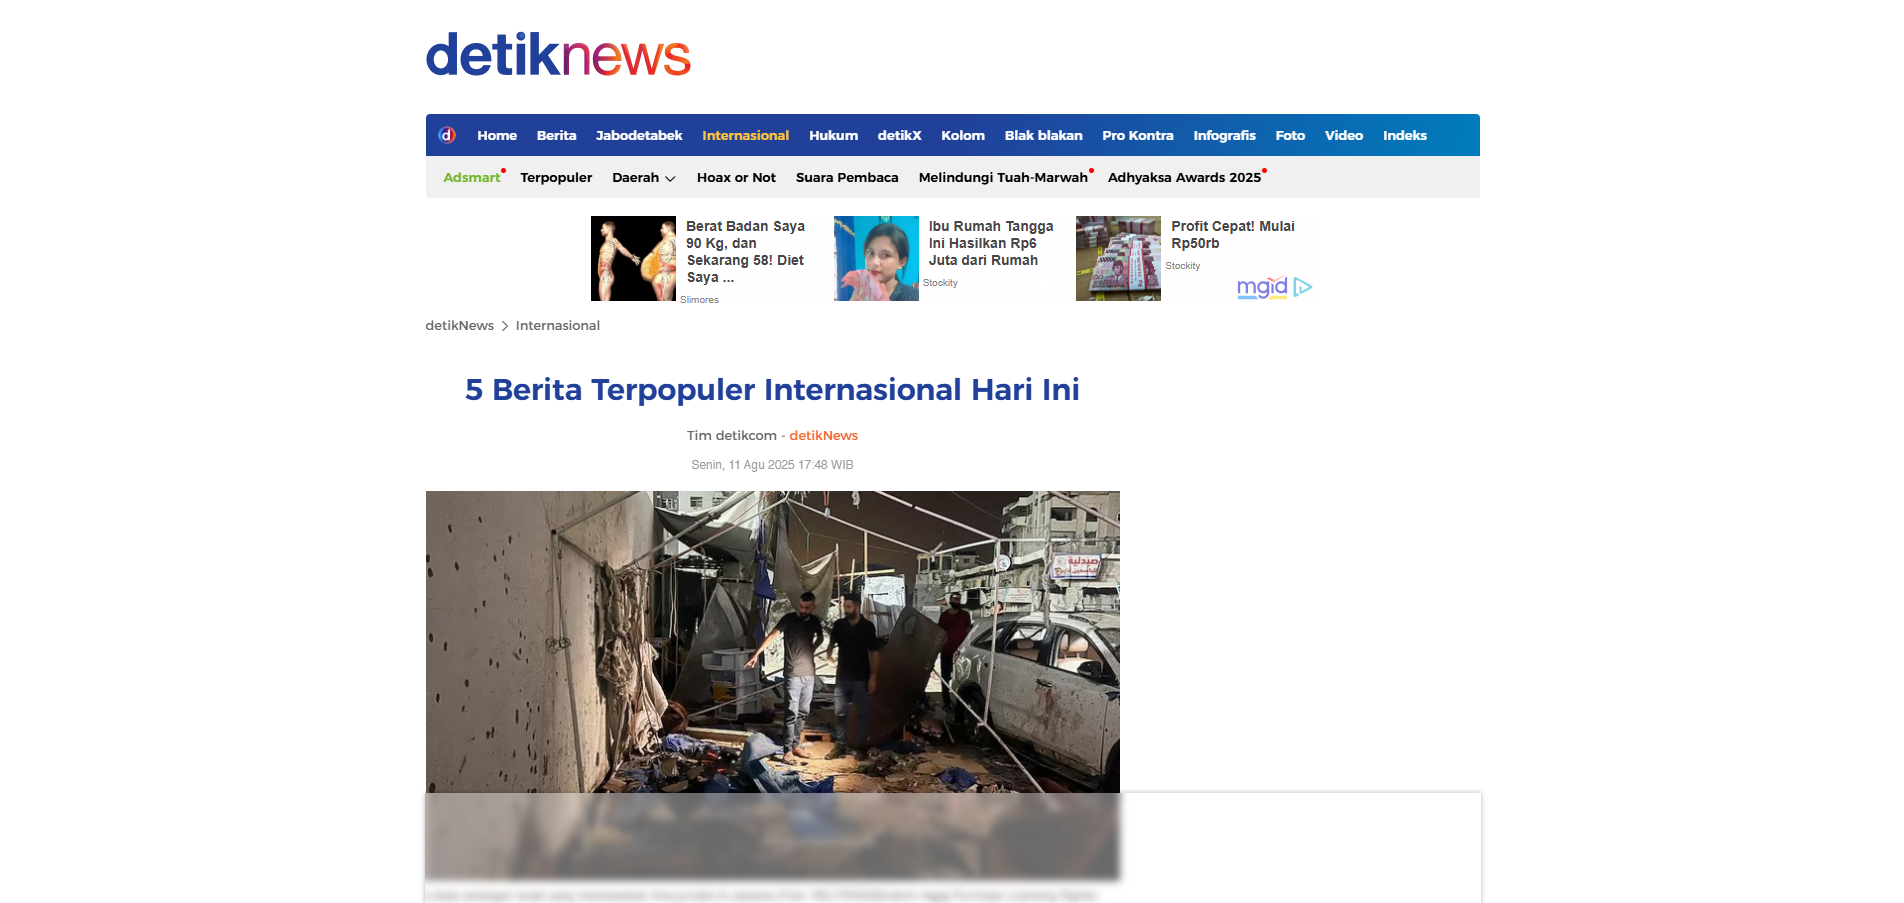 detiknews
d Home Berita Jabodetabek Internasional Hukum detikX Kolom Blak blakan Pro Kontra Infografis Foto Video Indeks
Adsmart Terpopuler Daerah Hoax or Not Suara Pembaca Melindungi Tuah-Marwah Adhyaksa Awards 2025
Berat Badan Saya
90 Kg, dan
Sekarang 58! Diet
Saya ...
Slimores
Ibu Rumah Tangga
Ini Hasilkan Rp6
Juta dari Rumah
Stockity
Profit Cepat! Mulai
Rp50rb
Stockity
mgid
detikNews > Internasional
5 Berita Terpopuler Internasional Hari Ini
Tim detikcom - detikNews
Senin, 11 Agu 2025 17:48 WIB
صيدلية